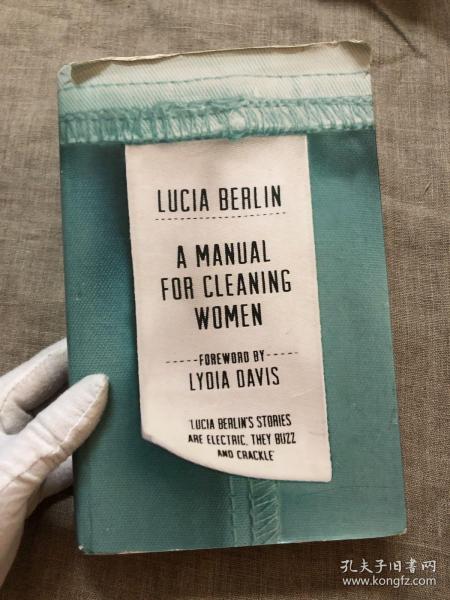 LUCIA BERLIN
A MANUAL
FOR CLEANING
WOMEN
FOREWORD BY
LYDIA DAVIS
'LUCIA BERLIN'S STORIES
ARE ELECTRIC, THEY BUZZ
AND CRACKLE'
孔夫子旧书网
www.kongfz.com